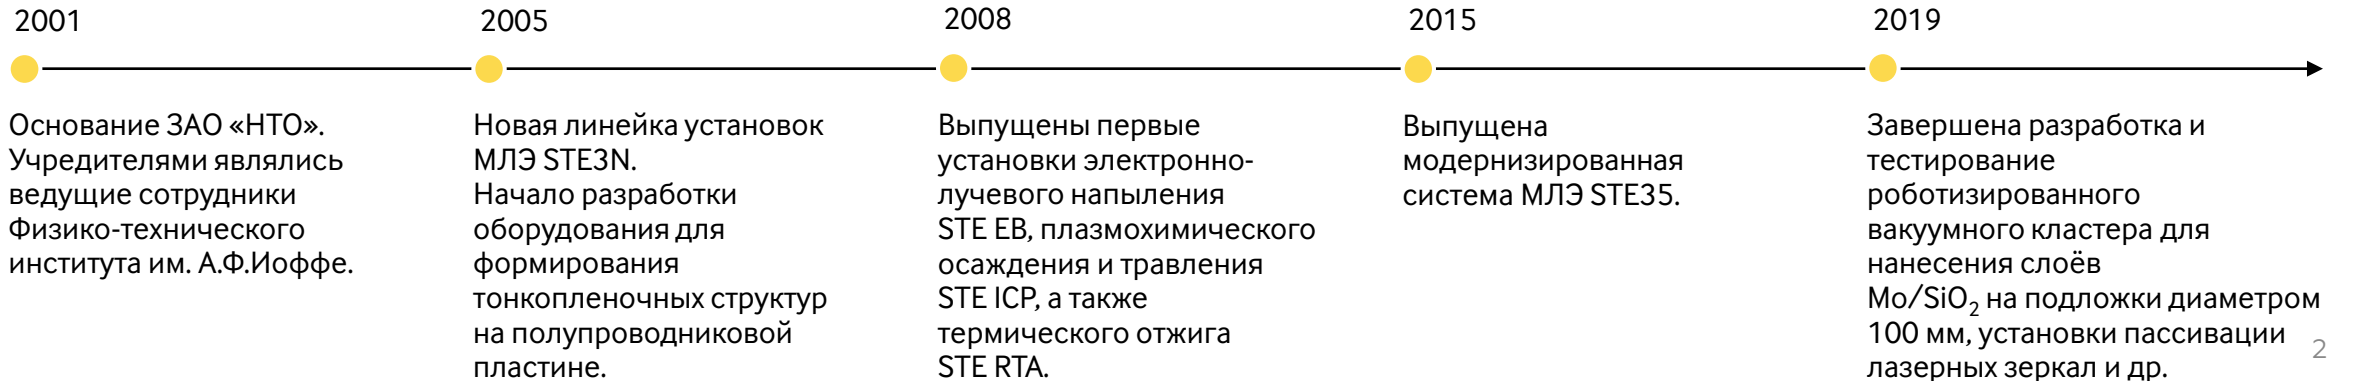 2001
Основание ЗАО «НТО».
Учредителями являлись
ведущие сотрудники
Физико-технического
института им. А.Ф.Иоффе.
2005
Новая линейка установок
МЛЭ STE3N.
Начало разработки
оборудования для
формирования
тонкопленочных структур
на полупроводниковой
пластине.
2008
Выпущены первые
установки электронно-
лучевого напыления
STE EB, плазмохимического
осаждения и травления
STE ICP, а также
термического отжига
STE RTA.
2015
Выпущена
модернизированная
система МЛЭ STE35.
2019
Завершена разработка и
тестирование
роботизированного
вакуумного кластера для
нанесения слоёв
Mo/SiO₂ на подложки диаметром
100 мм, установки пассивации
лазерных зеркал и др.
2